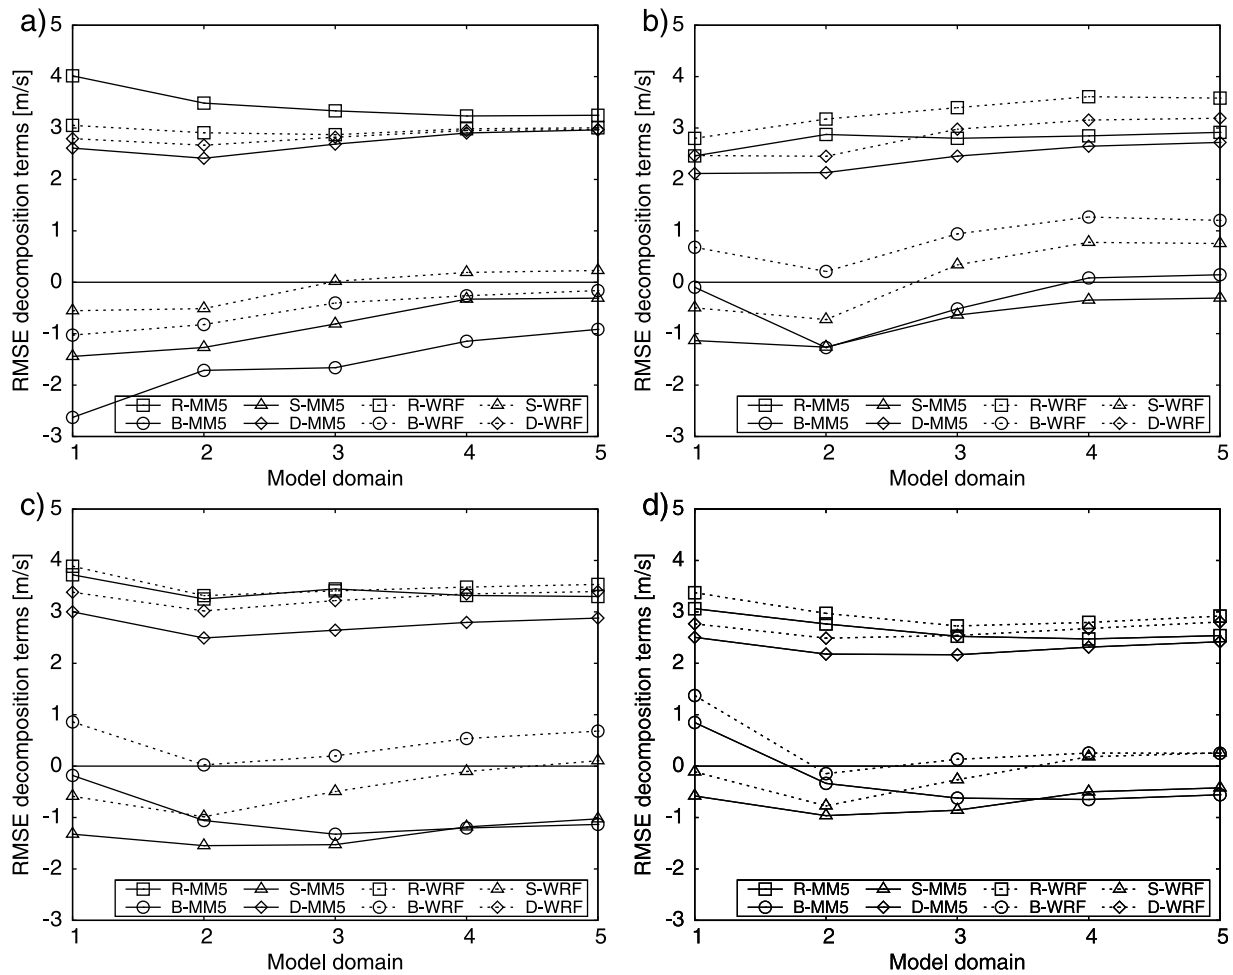 a)
5
4
3
2
1
0
-1
-2
-3
RMSE decomposition terms [m/s]
R-MM5 S-MM5 R-WRF S-WRF
B-MM5 D-MM5 B-WRF D-WRF
1 2 3 4 5
Model domain
b)
5
4
3
2
1
0
-1
-2
-3
RMSE decomposition terms [m/s]
R-MM5 S-MM5 R-WRF S-WRF
B-MM5 D-MM5 B-WRF D-WRF
1 2 3 4 5
Model domain
c)
5
4
3
2
1
0
-1
-2
-3
RMSE decomposition terms [m/s]
R-MM5 S-MM5 R-WRF S-WRF
B-MM5 D-MM5 B-WRF D-WRF
1 2 3 4 5
Model domain
d)
5
4
3
2
1
0
-1
-2
-3
RMSE decomposition terms [m/s]
R-MM5 S-MM5 R-WRF S-WRF
B-MM5 D-MM5 B-WRF D-WRF
1 2 3 4 5
Model domain